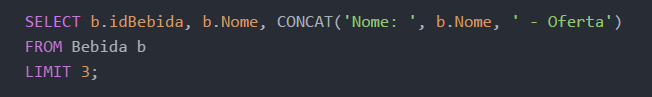 SELECT b.idBebida, b.Nome, CONCAT('Nome: ', b.Nome, ' - Oferta')
FROM Bebida b
LIMIT 3;